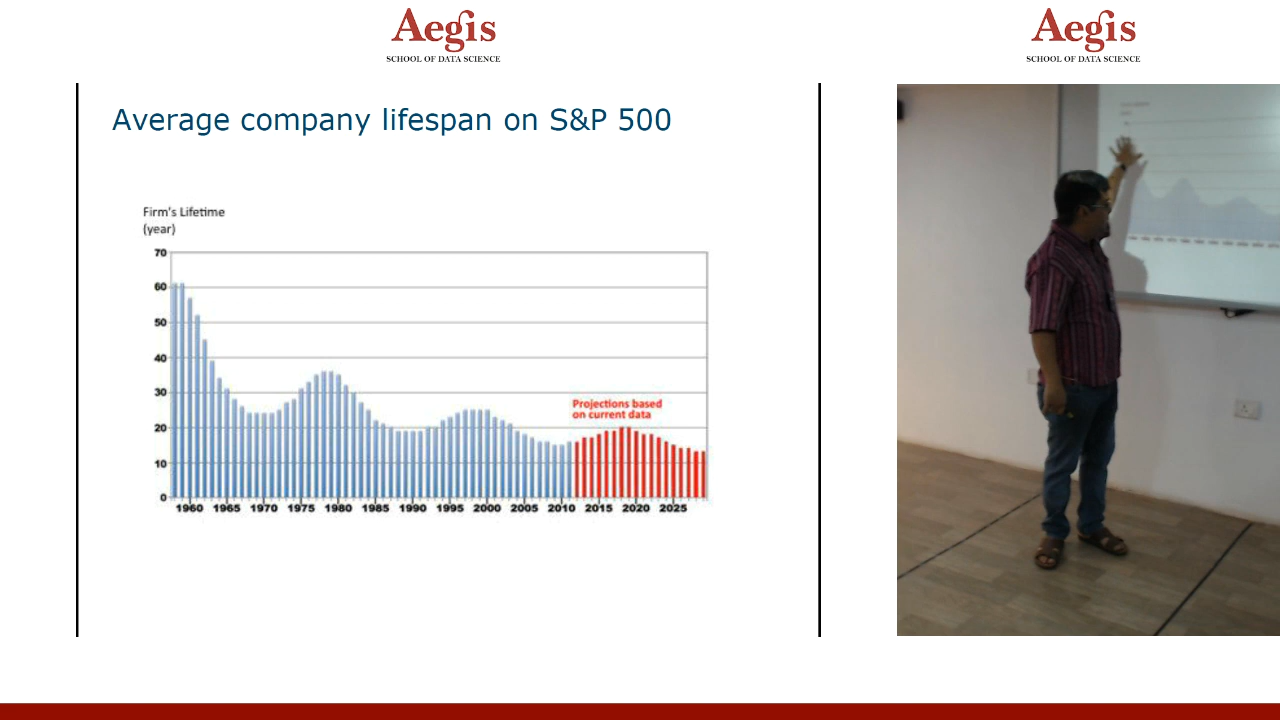 Aegis
SCHOOL OF DATA SCIENCE
Aegis
SCHOOL OF DATA SCIENCE
Average company lifespan on S&P 500
Firm's Lifetime
(year)
70
60
50
40
30
20
10
0
Projections based
on current data
1960 1965 1970 1975 1980 1985 1990 1995 2000 2005 2010 2015 2020 2025